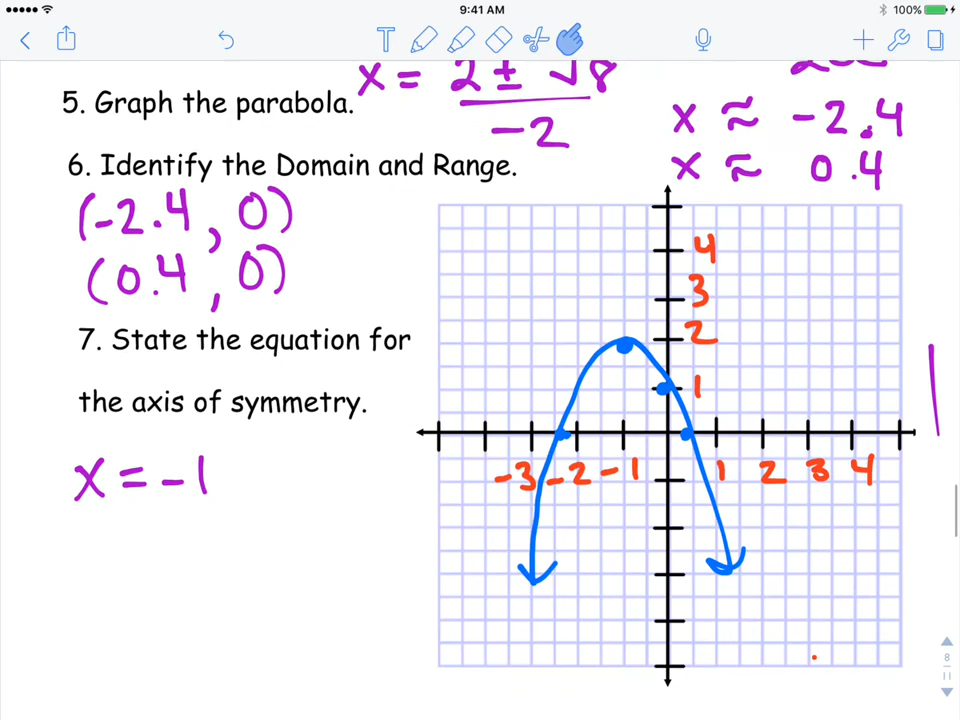 9:41 AM
100%
T
x = 2 ± √8
-2
x ≈ -2.4
x ≈ 0.4
5. Graph the parabola.
6. Identify the Domain and Range.
(-2.4, 0)
(0.4, 0)
7. State the equation for
the axis of symmetry.
x = -1
4
3
2
1
-3 -2 -1 1 2 3 4
8
11